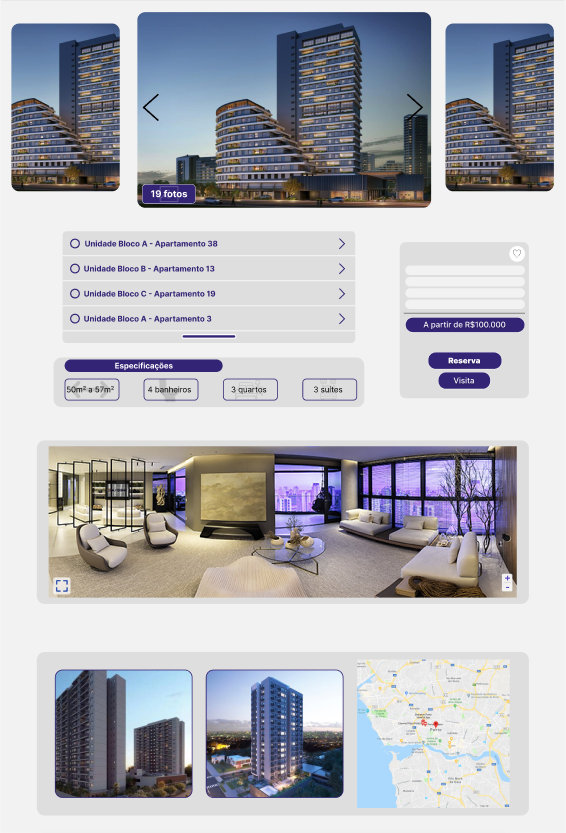 19 fotos
Unidade Bloco A - Apartamento 38
Unidade Bloco B - Apartamento 13
Unidade Bloco C - Apartamento 19
Unidade Bloco A - Apartamento 3
A partir de R$100.000
Reserva
Visita
Especificações
50m² a 57m²
4 banheiros
3 quartos
3 suítes
+
-